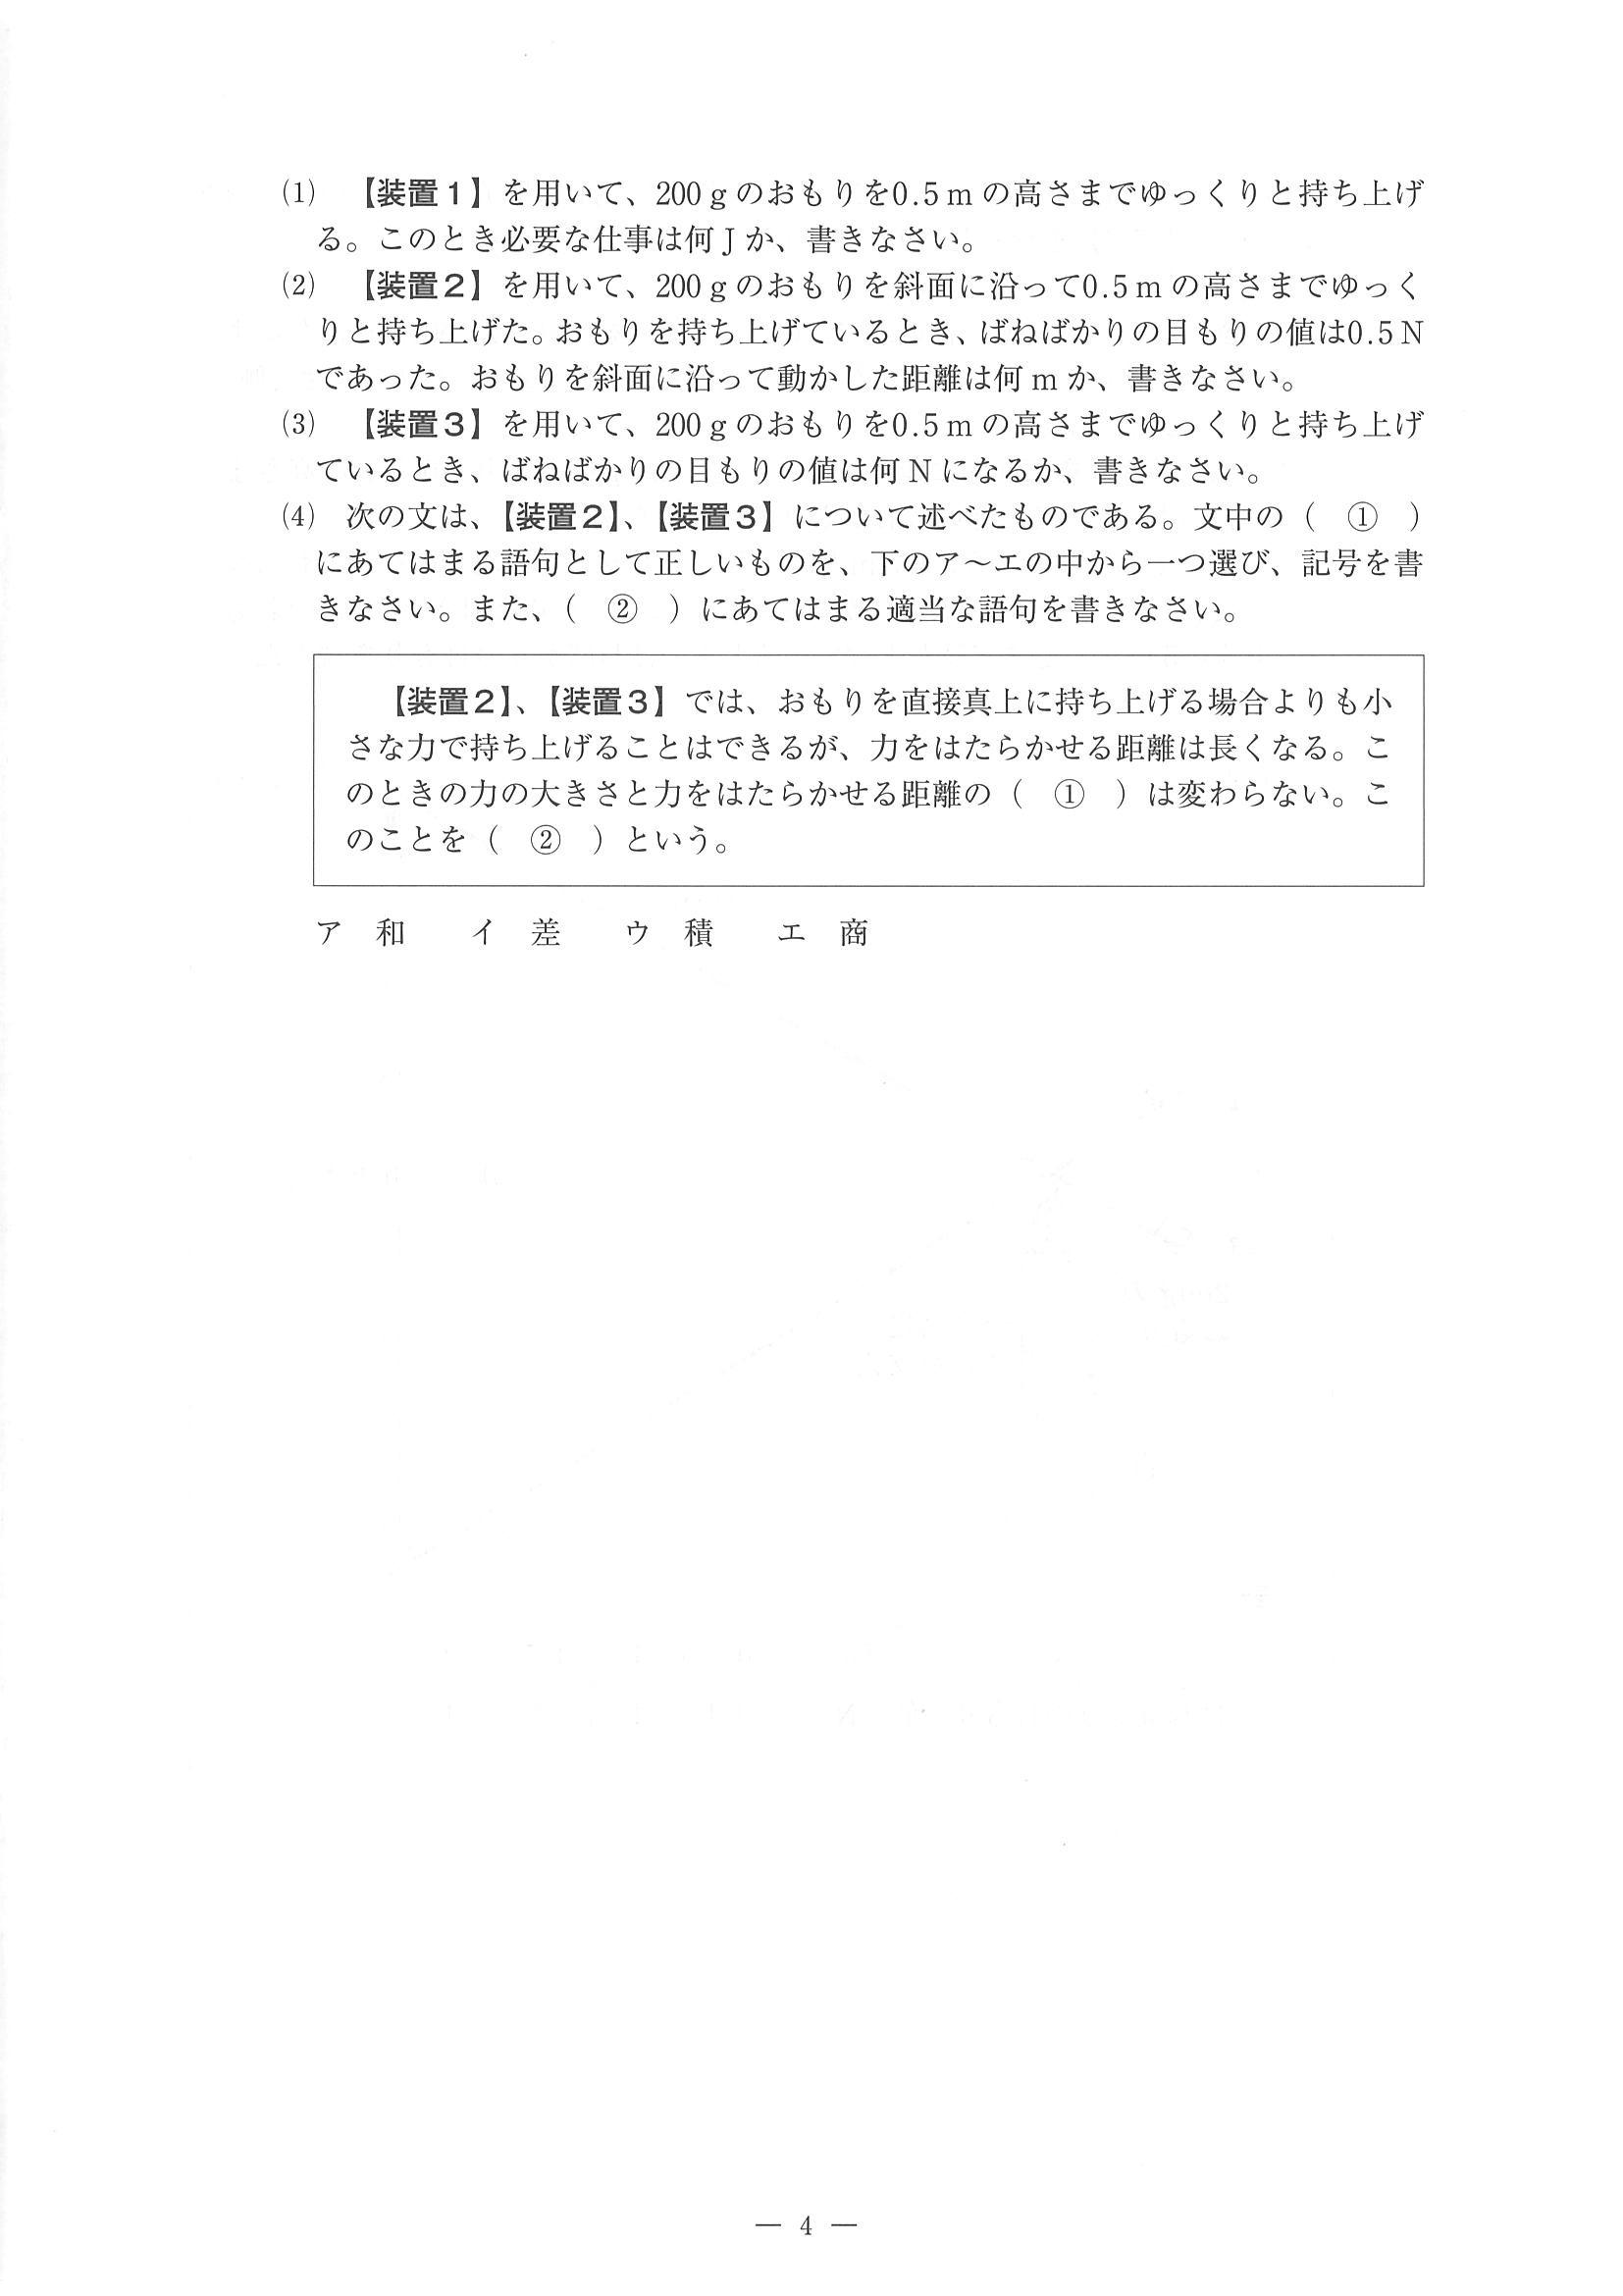 (1)　【装置１】を用いて、200ｇのおもりを0.5ｍの高さまでゆっくりと持ち上げ
る。このとき必要な仕事は何Ｊか、書きなさい。
(2)　【装置２】を用いて、200ｇのおもりを斜面に沿って0.5ｍの高さまでゆっく
りと持ち上げた。おもりを持ち上げているとき、ばねばかりの目もりの値は0.5Ｎ
であった。おもりを斜面に沿って動かした距離は何ｍか、書きなさい。
(3)　【装置３】を用いて、200ｇのおもりを0.5ｍの高さまでゆっくりと持ち上げ
ているとき、ばねばかりの目もりの値は何Ｎになるか、書きなさい。
(4)　次の文は、【装置２】、【装置３】について述べたものである。文中の（　①　）
にあてはまる語句として正しいものを、下のア～エの中から一つ選び、記号を書
きなさい。また、（　②　）にあてはまる適当な語句を書きなさい。
【装置２】、【装置３】では、おもりを直接真上に持ち上げる場合よりも小
さな力で持ち上げることはできるが、力をはたらかせる距離は長くなる。こ
のときの力の大きさと力をはたらかせる距離の（　①　）は変わらない。こ
のことを（　②　）という。
ア　和　　イ　差　　ウ　積　　エ　商
― 4 ―